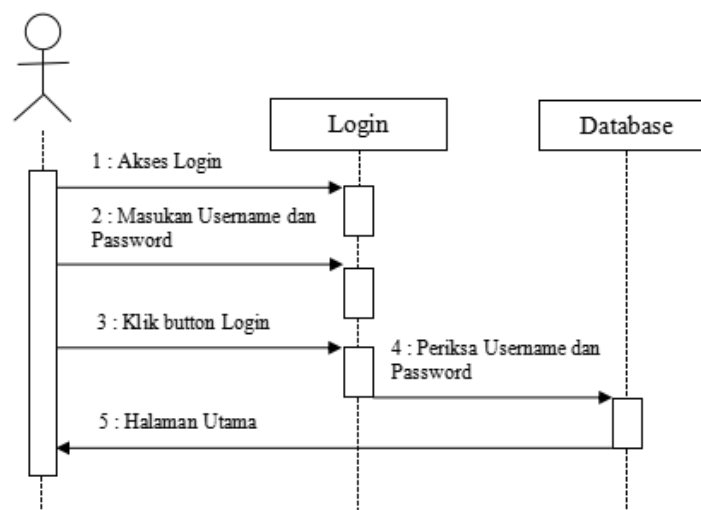 Login
Database
1 : Akses Login
2 : Masukan Username dan
Password
3 : Klik button Login
4 : Periksa Username dan
Password
5 : Halaman Utama